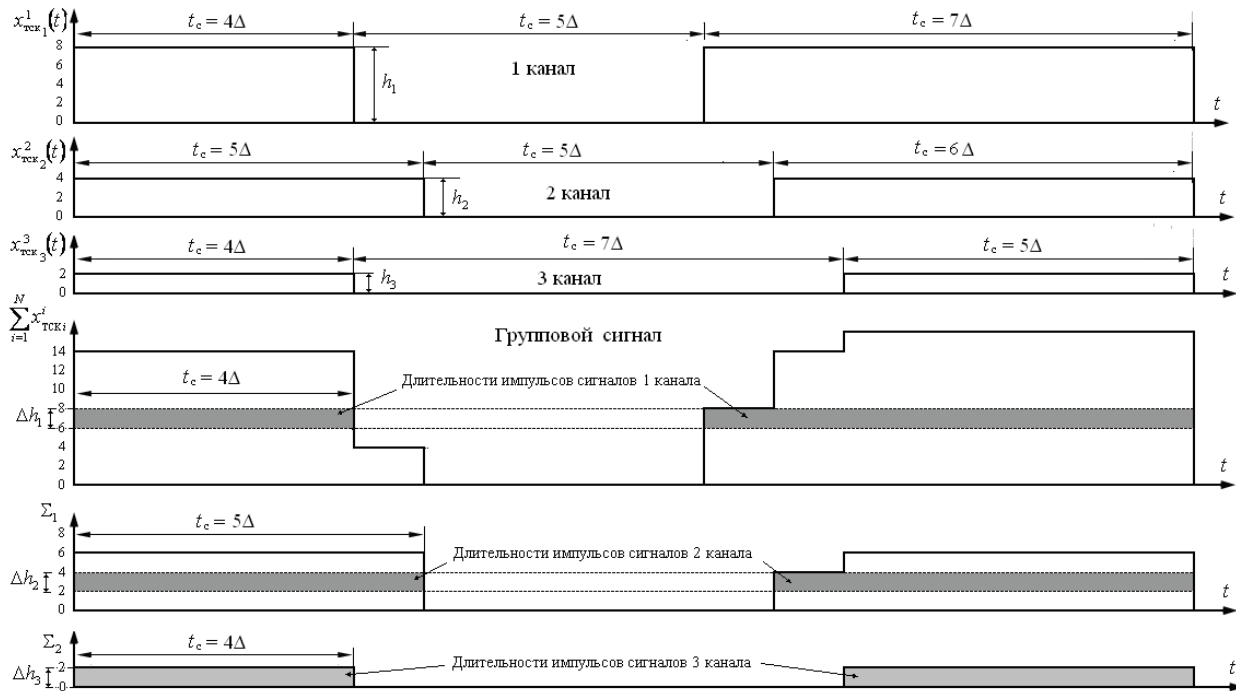 x¹тск₁(t)
tс = 4Δ
tс = 5Δ
tс = 7Δ
8
6
4
2
0
h₁
1 канал
t
x²тск₂(t)
tс = 5Δ
tс = 5Δ
tс = 6Δ
4
2
0
h₂
2 канал
t
x³тск₃(t)
tс = 4Δ
tс = 7Δ
tс = 5Δ
2
0
h₃
3 канал
t
∑ᵢ₌₁ᴺ xⁱтскᵢ
Групповой сигнал
14
12
10
8
6
4
2
0
tс = 4Δ
Длительности импульсов сигналов 1 канала
Δh₁
t
Σ₁
tс = 5Δ
8
6
4
2
0
Длительности импульсов сигналов 2 канала
Δh₂
t
Σ₂
tс = 4Δ
2
0
Длительности импульсов сигналов 3 канала
Δh₃
t